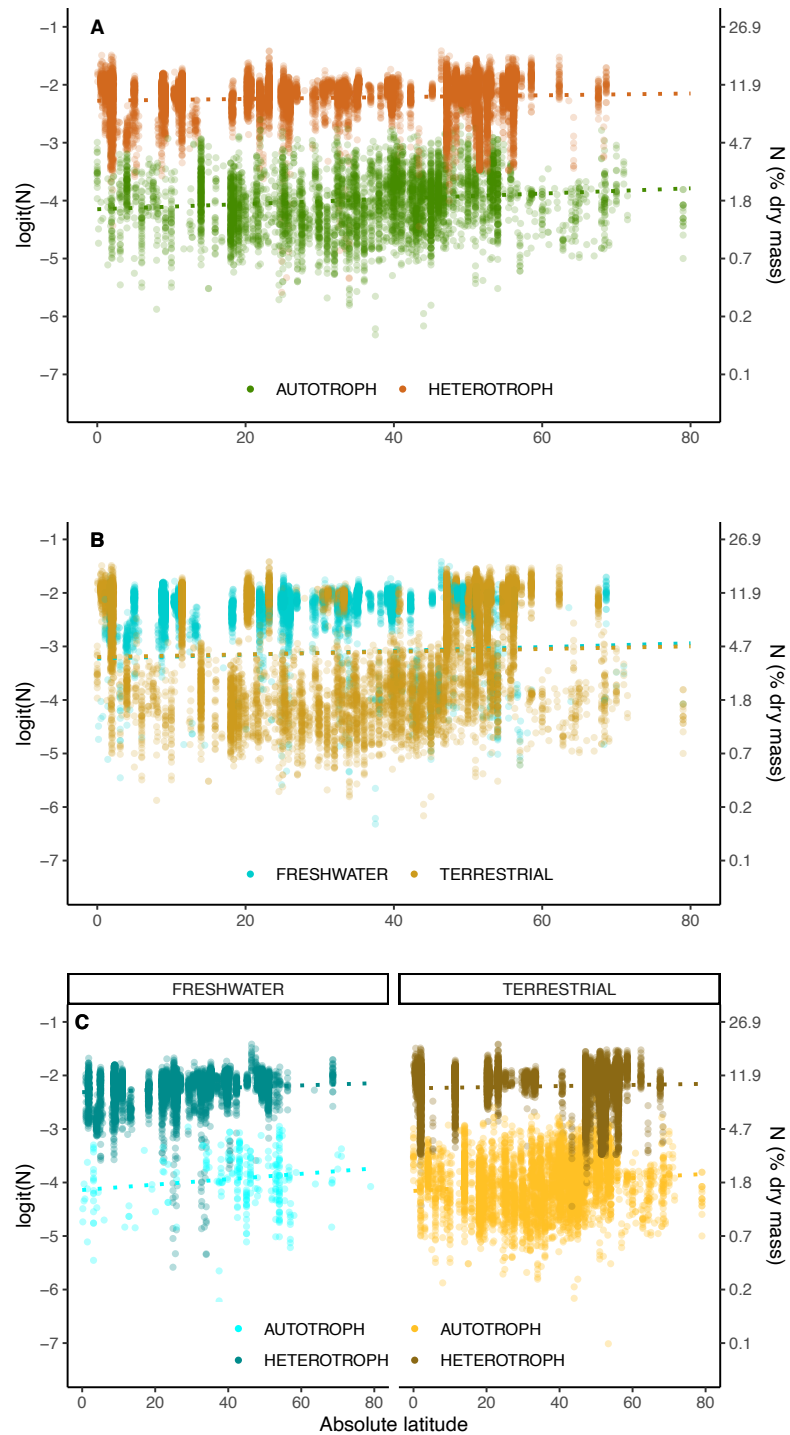 A
−1
−2
−3
−4
−5
−6
−7
logit(N)
26.9
11.9
4.7
1.8
0.7
0.2
0.1
N (% dry mass)
AUTOTROPH HETEROTROPH
0 20 40 60 80
B
−1
−2
−3
−4
−5
−6
−7
logit(N)
26.9
11.9
4.7
1.8
0.7
0.2
0.1
N (% dry mass)
FRESHWATER TERRESTRIAL
0 20 40 60 80
FRESHWATER TERRESTRIAL
C
−1
−2
−3
−4
−5
−6
−7
logit(N)
26.9
11.9
4.7
1.8
0.7
0.2
0.1
N (% dry mass)
AUTOTROPH AUTOTROPH
HETEROTROPH HETEROTROPH
0 20 40 60 80 0 20 40 60 80
Absolute latitude